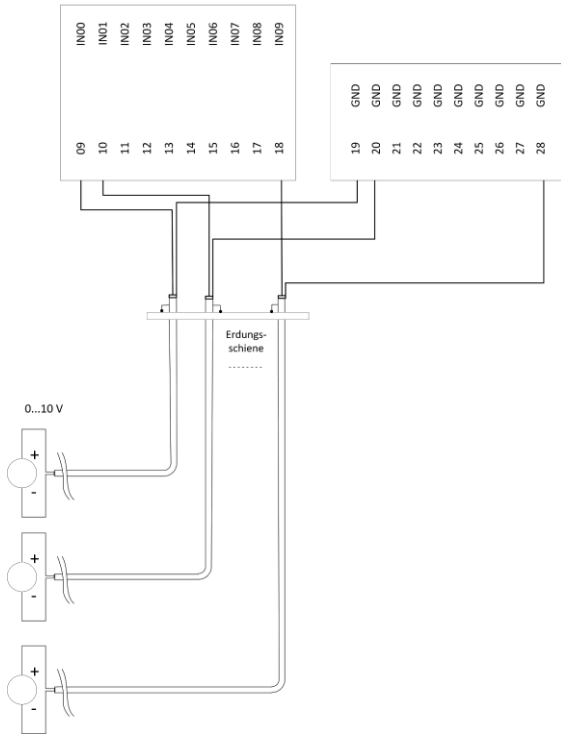 IN00 IN01 IN02 IN03 IN04 IN05 IN06 IN07 IN08 IN09
09 10 11 12 13 14 15 16 17 18
GND GND GND GND GND GND GND GND GND
19 20 21 22 23 24 25 26 27 28
Erdungs-
schiene
0...10 V
+
-
+
-
+
-